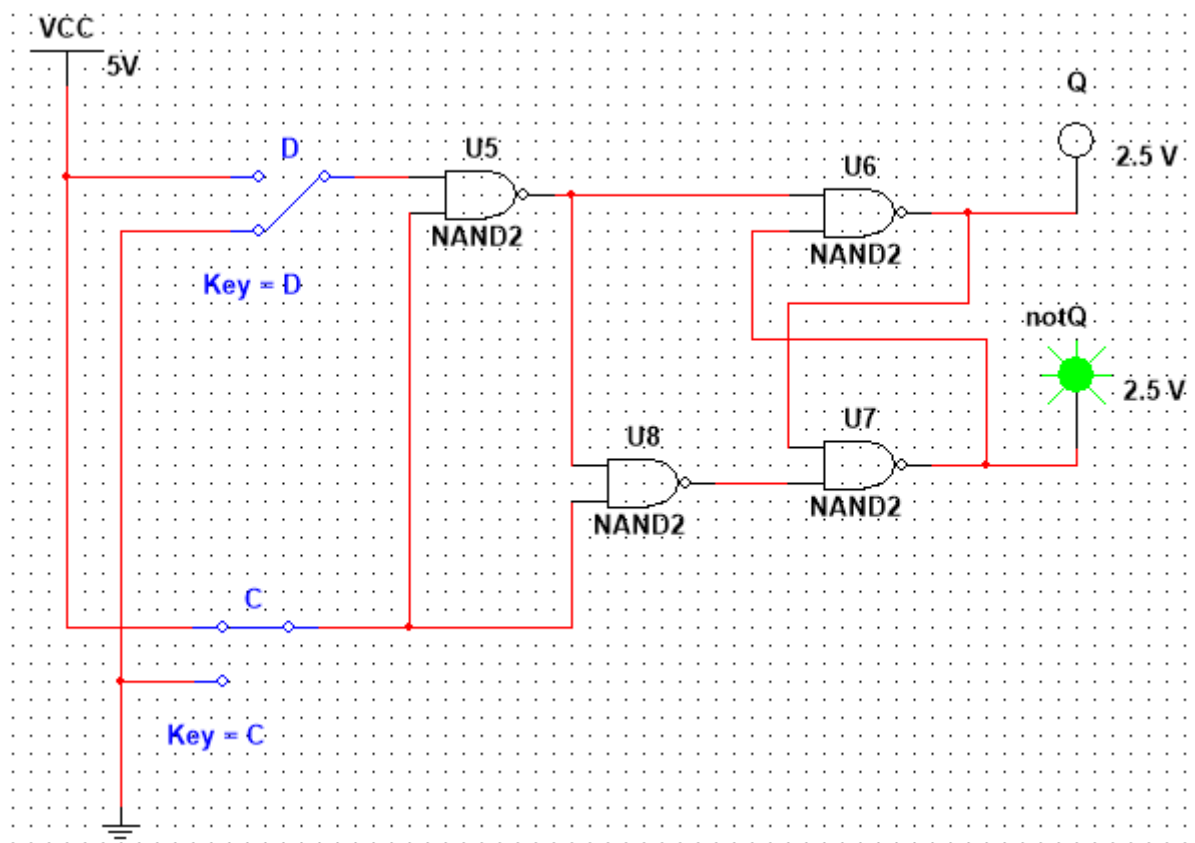 VCC
5V
D
Key = D
U5
NAND2
U6
NAND2
Q
2.5 V
notQ
2.5 V
U7
NAND2
U8
NAND2
C
Key = C